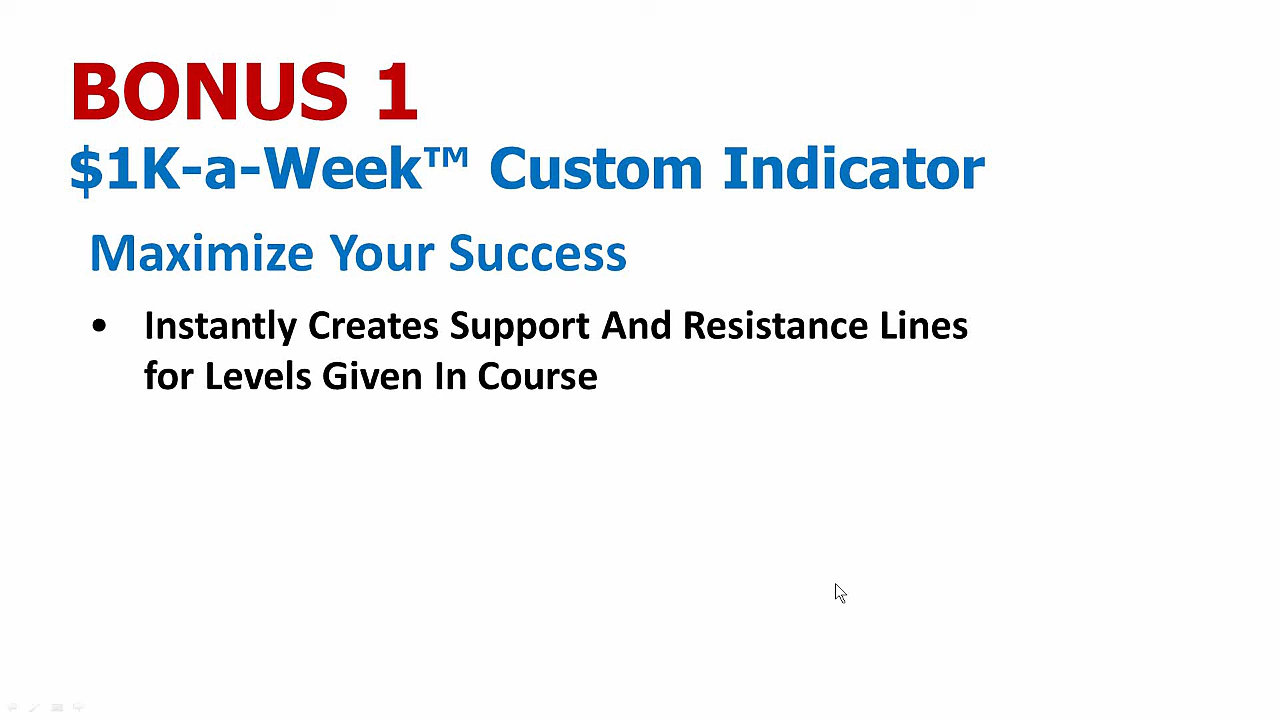 BONUS 1
$1K-a-Week™ Custom Indicator
Maximize Your Success
• Instantly Creates Support And Resistance Lines
for Levels Given In Course